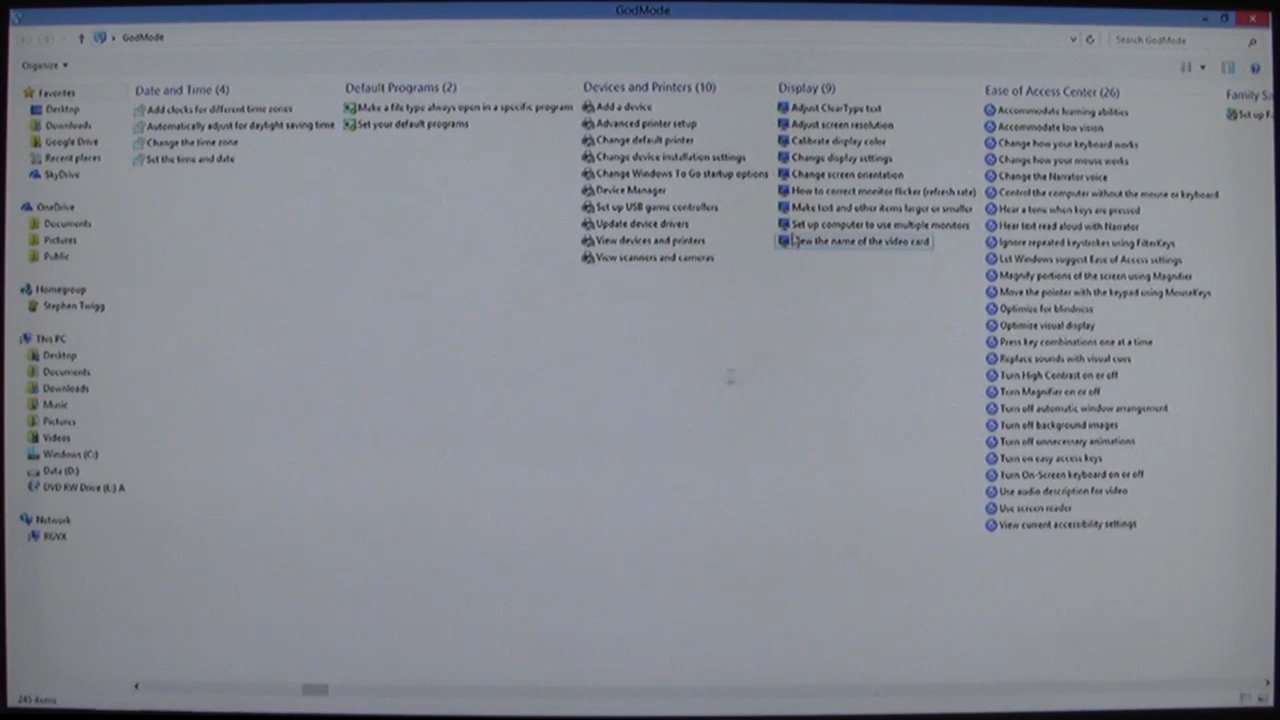 GodMode
GodMode
Search GodMode
Organize
Favorites
Desktop
Downloads
Google Drive
Recent places
SkyDrive
OneDrive
Documents
Pictures
Public
Homegroup
Stephen Twigg
This PC
Desktop
Documents
Downloads
Music
Pictures
Videos
Windows (C:)
Data (D:)
DVD RW Drive (E:) A
Network
RGVX
Date and Time (4)
Add clocks for different time zones
Automatically adjust for daylight saving time
Change the time zone
Set the time and date
Default Programs (2)
Make a file type always open in a specific program
Set your default programs
Devices and Printers (10)
Add a device
Advanced printer setup
Change default printer
Change device installation settings
Change Windows To Go startup options
Device Manager
Set up USB game controllers
Update device drivers
View devices and printers
View scanners and cameras
Display (9)
Adjust ClearType text
Adjust screen resolution
Calibrate display color
Change display settings
Change screen orientation
How to correct monitor flicker (refresh rate)
Make text and other items larger or smaller
Set up computer to use multiple monitors
View the name of the video card
Ease of Access Center (26)
Accommodate learning abilities
Accommodate low vision
Change how your keyboard works
Change how your mouse works
Change the Narrator voice
Control the computer without the mouse or keyboard
Hear a tone when keys are pressed
Hear text read aloud with Narrator
Ignore repeated keystrokes using FilterKeys
Let Windows suggest Ease of Access settings
Magnify portions of the screen using Magnifier
Move the pointer with the keypad using MouseKeys
Optimize for blindness
Optimize visual display
Press key combinations one at a time
Replace sounds with visual cues
Turn High Contrast on or off
Turn Magnifier on or off
Turn off automatic window arrangement
Turn off background images
Turn off unnecessary animations
Turn on easy access keys
Turn On-Screen keyboard on or off
Use audio description for video
Use screen reader
View current accessibility settings
Family Sa
Set up F
245 items